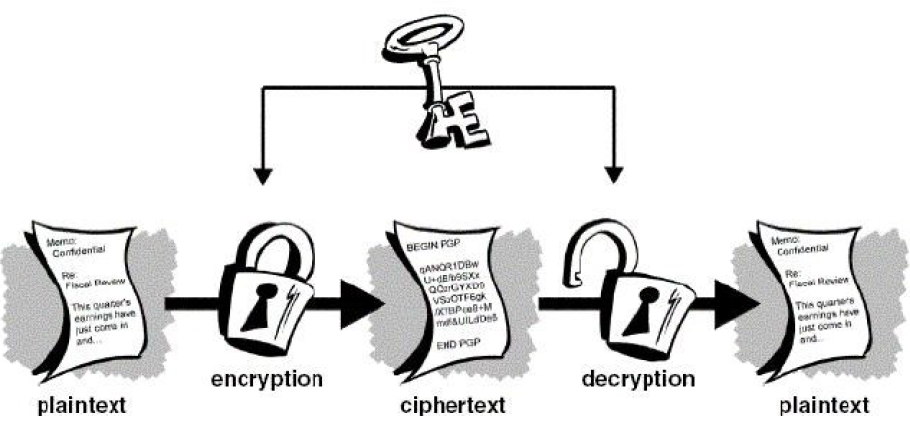 Memo:
Confidential
Re:
Fiscal Review
This quarter's
earnings have
just come in
and...
BEGIN PGP
END PGP
Memo:
Confidential
Re:
Fiscal Review
This quarters
earnings have
just come in
and...
encryption
decryption
plaintext
ciphertext
plaintext